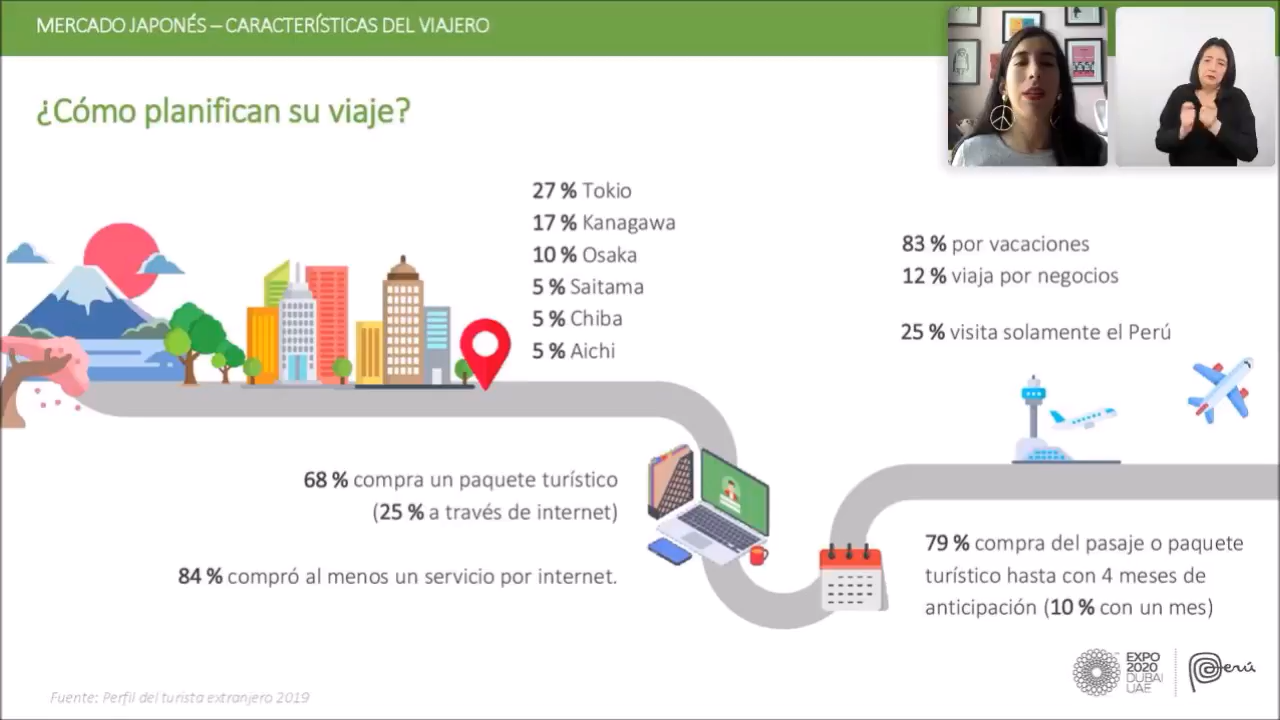 MERCADO JAPONÉS – CARACTERÍSTICAS DEL VIAJERO
¿Cómo planifican su viaje?
27 % Tokio
17 % Kanagawa
10 % Osaka
5 % Saitama
5 % Chiba
5 % Aichi
83 % por vacaciones
12 % viaja por negocios
25 % visita solamente el Perú
68 % compra un paquete turístico
(25 % a través de internet)
84 % compró al menos un servicio por internet.
79 % compra del pasaje o paquete
turístico hasta con 4 meses de
anticipación (10 % con un mes)
EXPO
2020
DUBAI
UAE
Perú
Fuente: Perfil del turista extranjero 2019